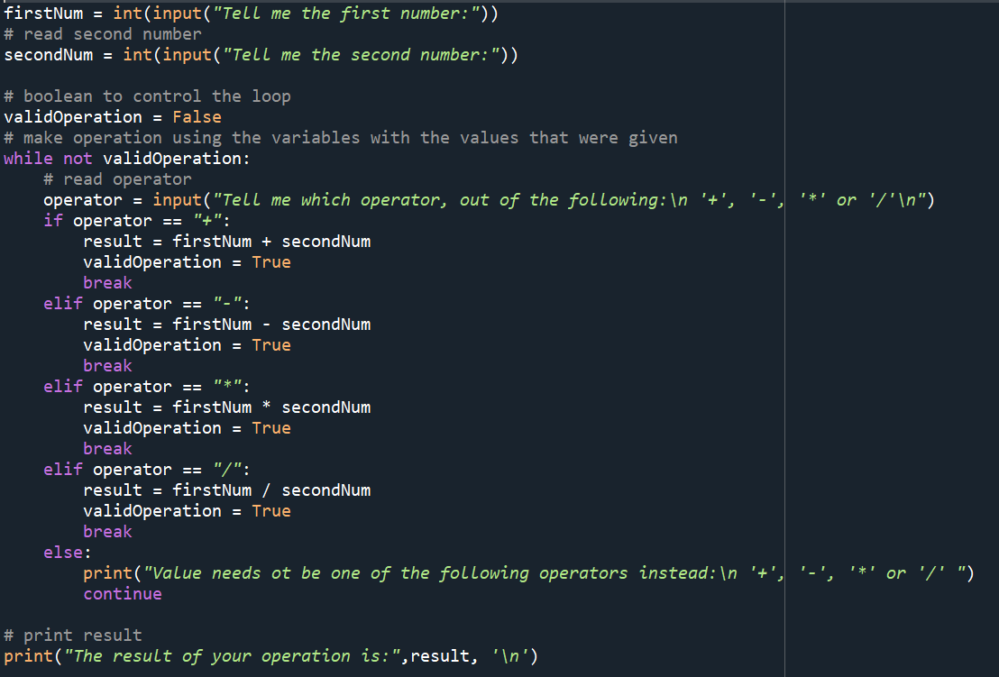 firstNum = int(input("Tell me the first number:"))
# read second number
secondNum = int(input("Tell me the second number:"))

# boolean to control the loop
validOperation = False
# make operation using the variables with the values that were given
while not validOperation:
    # read operator
    operator = input("Tell me which operator, out of the following:\n '+', '-', '*' or '/'\n")
    if operator == "+":
        result = firstNum + secondNum
        validOperation = True
        break
    elif operator == "-":
        result = firstNum - secondNum
        validOperation = True
        break
    elif operator == "*":
        result = firstNum * secondNum
        validOperation = True
        break
    elif operator == "/":
        result = firstNum / secondNum
        validOperation = True
        break
    else:
        print("Value needs ot be one of the following operators instead:\n '+', '-', '*' or '/' ")
        continue

# print result
print("The result of your operation is:",result, '\n')